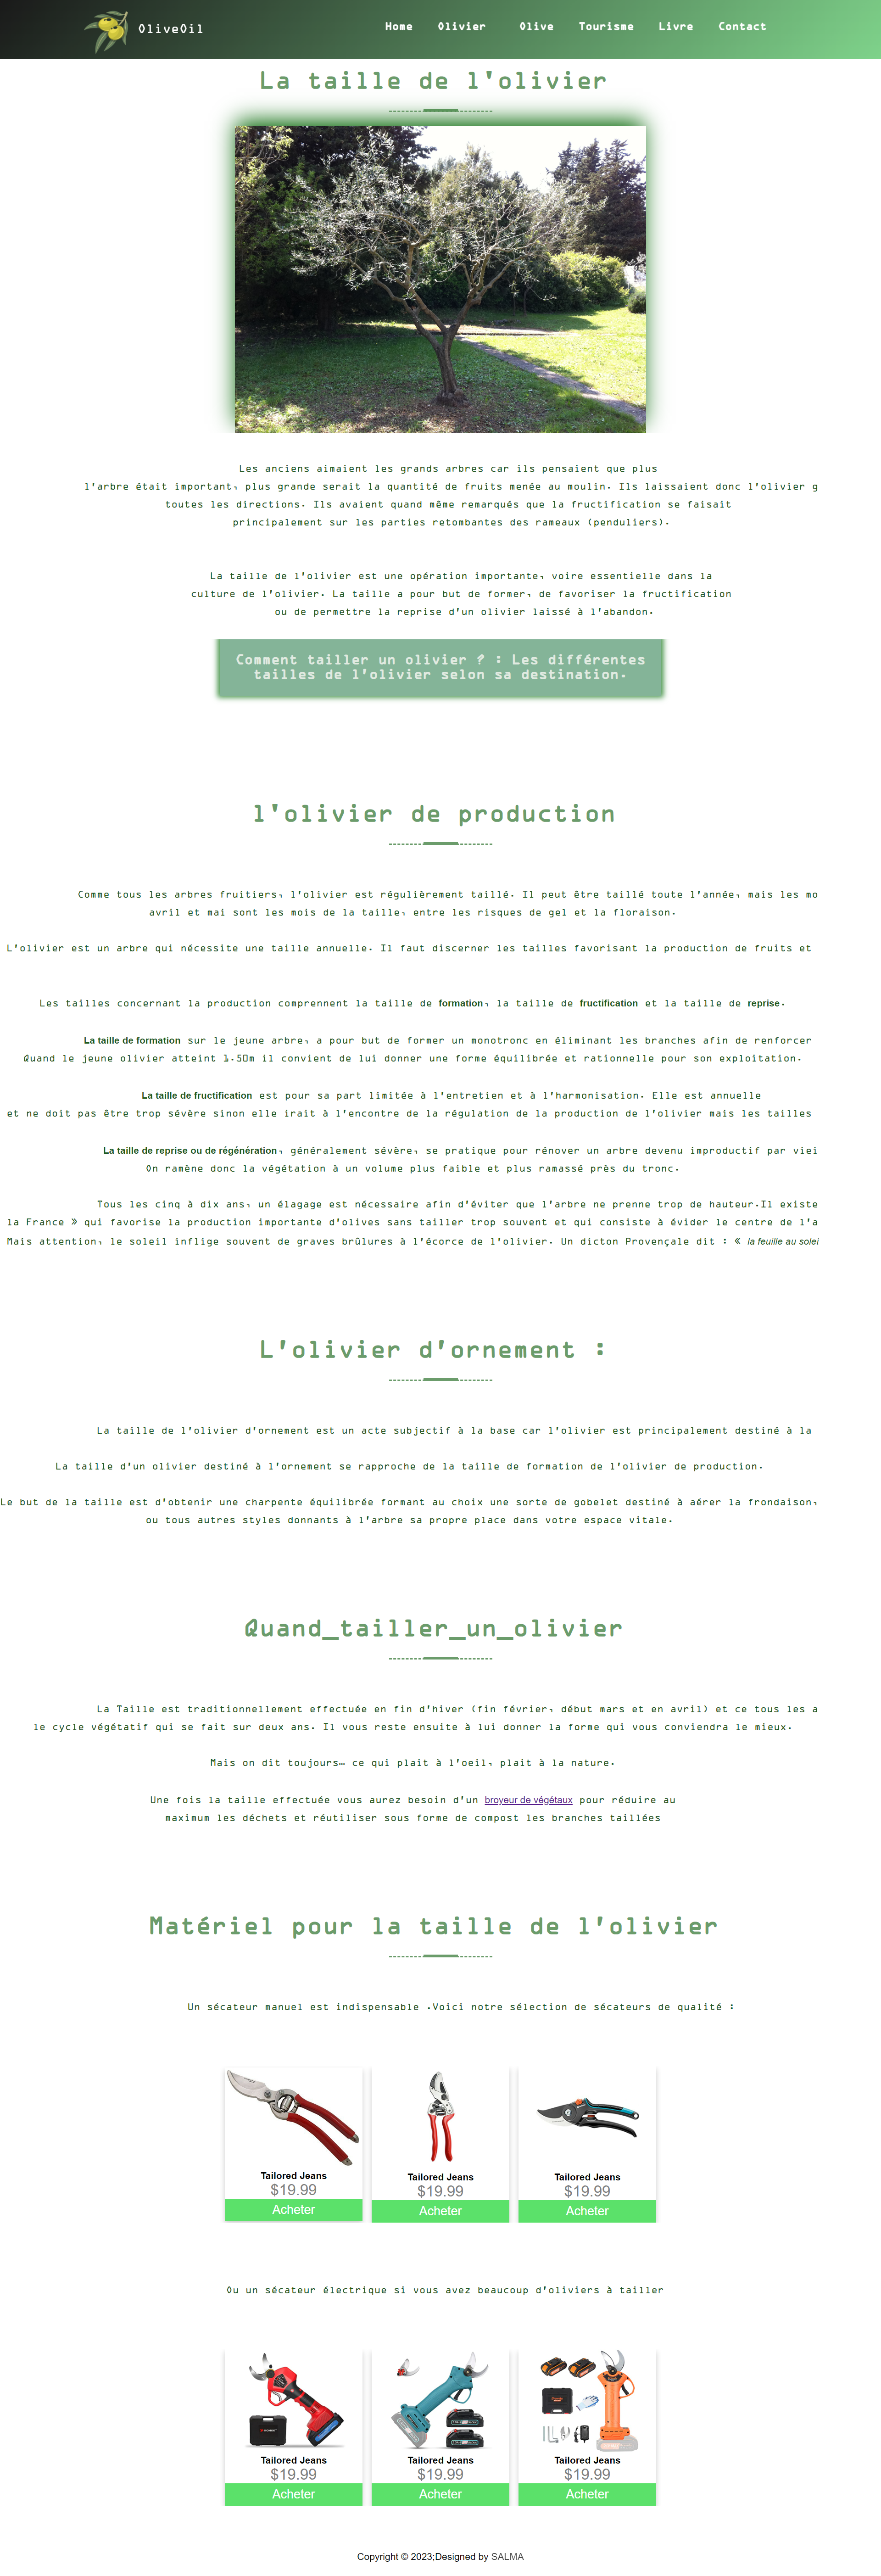 OliveOil
Home Olivier Olive Tourisme Livre Contact
La taille de l'olivier
Les anciens aimaient les grands arbres car ils pensaient que plus
l'arbre était important, plus grande serait la quantité de fruits menée au moulin. Ils laissaient donc l'olivier g
toutes les directions. Ils avaient quand même remarqués que la fructification se faisait
principalement sur les parties retombantes des rameaux (penduliers).
La taille de l'olivier est une opération importante, voire essentielle dans la
culture de l'olivier. La taille a pour but de former, de favoriser la fructification
ou de permettre la reprise d'un olivier laissé à l'abandon.
Comment tailler un olivier ? : Les différentes
tailles de l'olivier selon sa destination.
l'olivier de production
Comme tous les arbres fruitiers, l'olivier est régulièrement taillé. Il peut être taillé toute l'année, mais les mo
avril et mai sont les mois de la taille, entre les risques de gel et la floraison.
L'olivier est un arbre qui nécessite une taille annuelle. Il faut discerner les tailles favorisant la production de fruits et
Les tailles concernant la production comprennent la taille de formation, la taille de fructification et la taille de reprise.
La taille de formation sur le jeune arbre, a pour but de former un monotronc en éliminant les branches afin de renforcer
Quand le jeune olivier atteint 1.50m il convient de lui donner une forme équilibrée et rationnelle pour son exploitation.
La taille de fructification est pour sa part limitée à l'entretien et à l'harmonisation. Elle est annuelle
et ne doit pas être trop sévère sinon elle irait à l'encontre de la régulation de la production de l'olivier mais les tailles
La taille de reprise ou de régénération, généralement sévère, se pratique pour rénover un arbre devenu improductif par viei
On ramène donc la végétation à un volume plus faible et plus ramassé près du tronc.
Tous les cinq à dix ans, un élagage est nécessaire afin d'éviter que l'arbre ne prenne trop de hauteur.Il existe
la France » qui favorise la production importante d'olives sans tailler trop souvent et qui consiste à évider le centre de l'a
Mais attention, le soleil inflige souvent de graves brûlures à l'écorce de l'olivier. Un dicton Provençale dit : « la feuille au solei
L'olivier d'ornement :
La taille de l'olivier d'ornement est un acte subjectif à la base car l'olivier est principalement destiné à la
La taille d'un olivier destiné à l'ornement se rapproche de la taille de formation de l'olivier de production.
Le but de la taille est d'obtenir une charpente équilibrée formant au choix une sorte de gobelet destiné à aérer la frondaison,
ou tous autres styles donnants à l'arbre sa propre place dans votre espace vitale.
Quand_tailler_un_olivier
La Taille est traditionnellement effectuée en fin d'hiver (fin février, début mars et en avril) et ce tous les a
le cycle végétatif qui se fait sur deux ans. Il vous reste ensuite à lui donner la forme qui vous conviendra le mieux.
Mais on dit toujours… ce qui plait à l'oeil, plait à la nature.
Une fois la taille effectuée vous aurez besoin d'un broyeur de végétaux pour réduire au
maximum les déchets et réutiliser sous forme de compost les branches taillées
Matériel pour la taille de l'olivier
Un sécateur manuel est indispensable .Voici notre sélection de sécateurs de qualité :
Tailored Jeans Tailored Jeans Tailored Jeans
$19.99 $19.99 $19.99
Acheter Acheter Acheter
Ou un sécateur électrique si vous avez beaucoup d'oliviers à tailler
Tailored Jeans Tailored Jeans Tailored Jeans
$19.99 $19.99 $19.99
Acheter Acheter Acheter
Copyright © 2023;Designed by SALMA